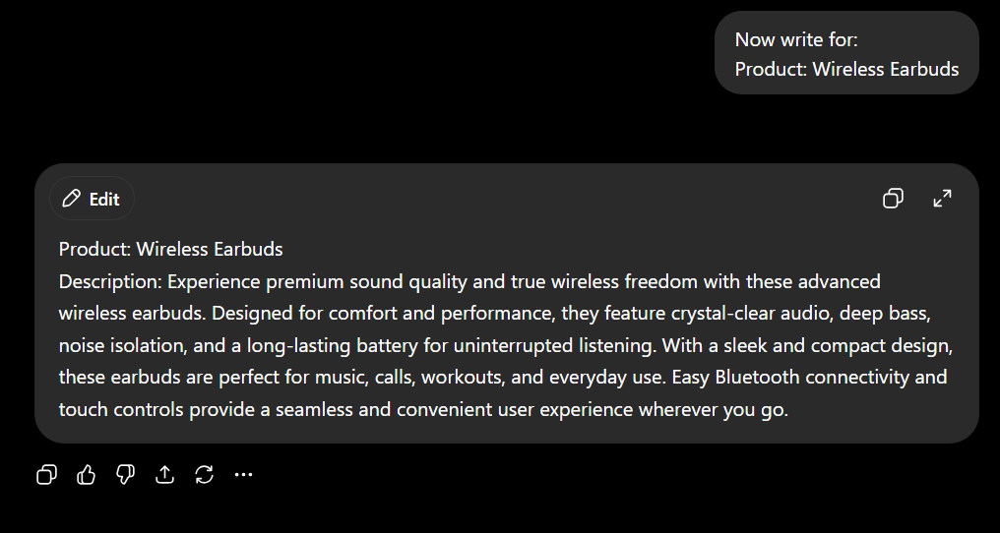 Now write for:
Product: Wireless Earbuds
Edit
Product: Wireless Earbuds
Description: Experience premium sound quality and true wireless freedom with these advanced
wireless earbuds. Designed for comfort and performance, they feature crystal-clear audio, deep bass,
noise isolation, and a long-lasting battery for uninterrupted listening. With a sleek and compact design,
these earbuds are perfect for music, calls, workouts, and everyday use. Easy Bluetooth connectivity and
touch controls provide a seamless and convenient user experience wherever you go.